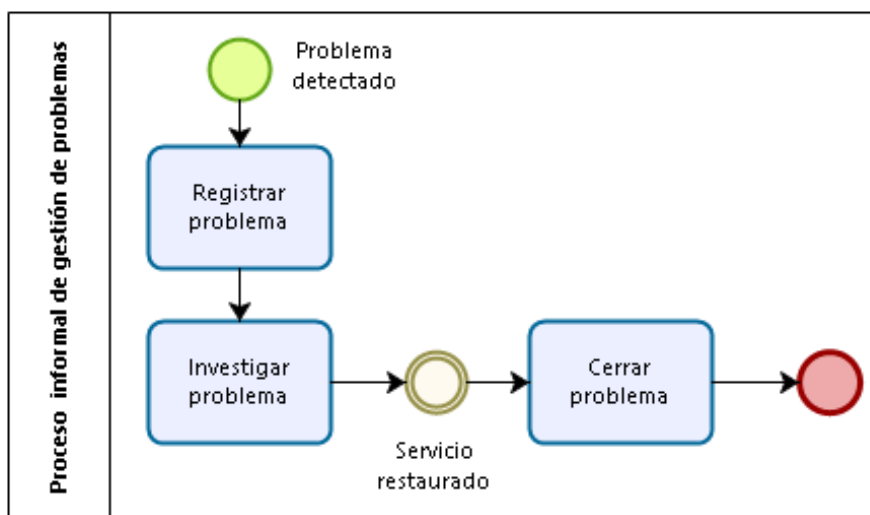 Proceso informal de gestión de problemas
Problema
detectado
Registrar
problema
Investigar
problema
Servicio
restaurado
Cerrar
problema